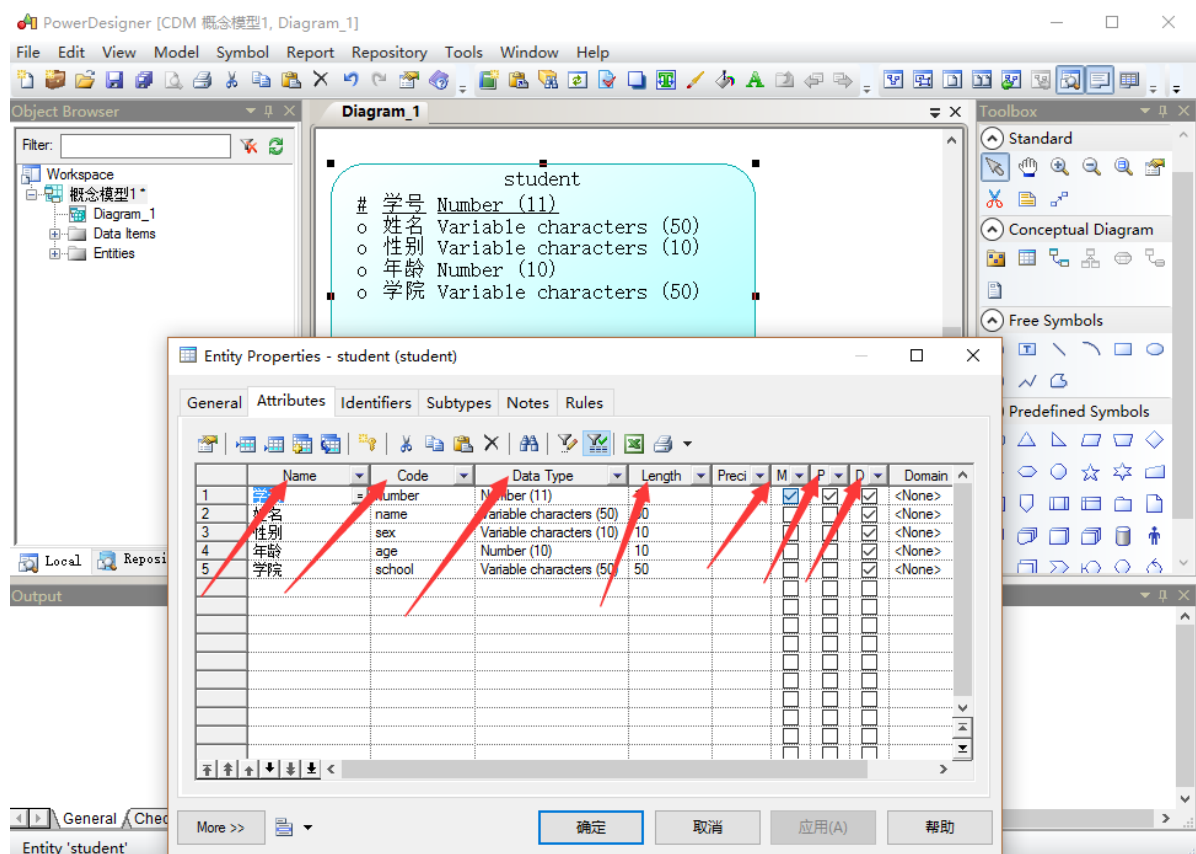 PowerDesigner [CDM 概念模型1, Diagram_1]
File Edit View Model Symbol Report Repository Tools Window Help
Object Browser
Diagram_1
Toolbox
Filter:
Workspace
概念模型1 *
Diagram_1
Data Items
Entities
student
# 学号 Number (11)
o 姓名 Variable characters (50)
o 性别 Variable characters (10)
o 年龄 Number (10)
o 学院 Variable characters (50)
Standard
Conceptual Diagram
Free Symbols
Predefined Symbols
Local
Reposi
Entity Properties - student (student)
General Attributes Identifiers Subtypes Notes Rules
Name Code Data Type Length Preci M P D Domain
1 = Number (11) <None>
2 姓名 name Variable characters (50) <None>
3 性别 sex Variable characters (10) 10 <None>
4 年龄 age Number (10) 10 <None>
5 学院 school Variable characters (50) 50 <None>
Output
General Chec
More >> 确定 取消 应用(A) 帮助
Entity 'student'